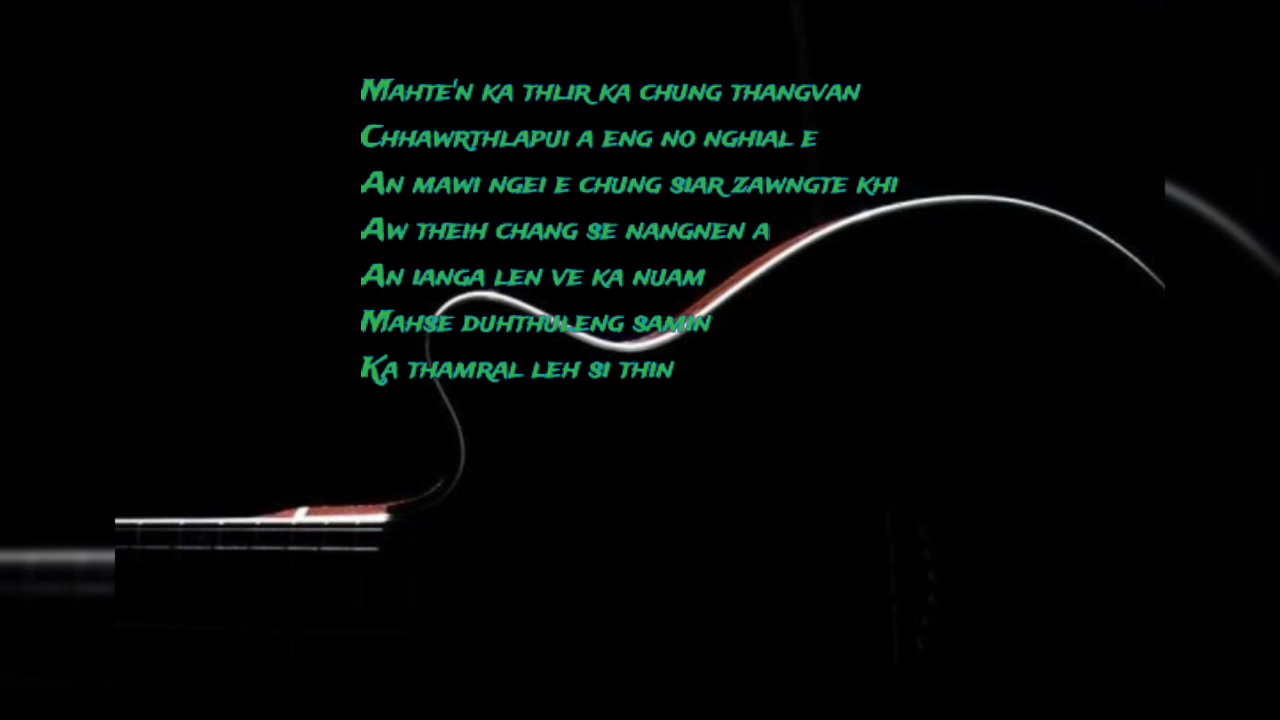 Mahte'n ka thlir ka chung thangvan
Chhawrthlapui a eng no nghial e
An mawi ngei e chung siar zawngte khi
Aw theih chang se nangnen a
An ianga len ve ka nuam
Mahse duhthuleng samin
Ka thamral leh si thin